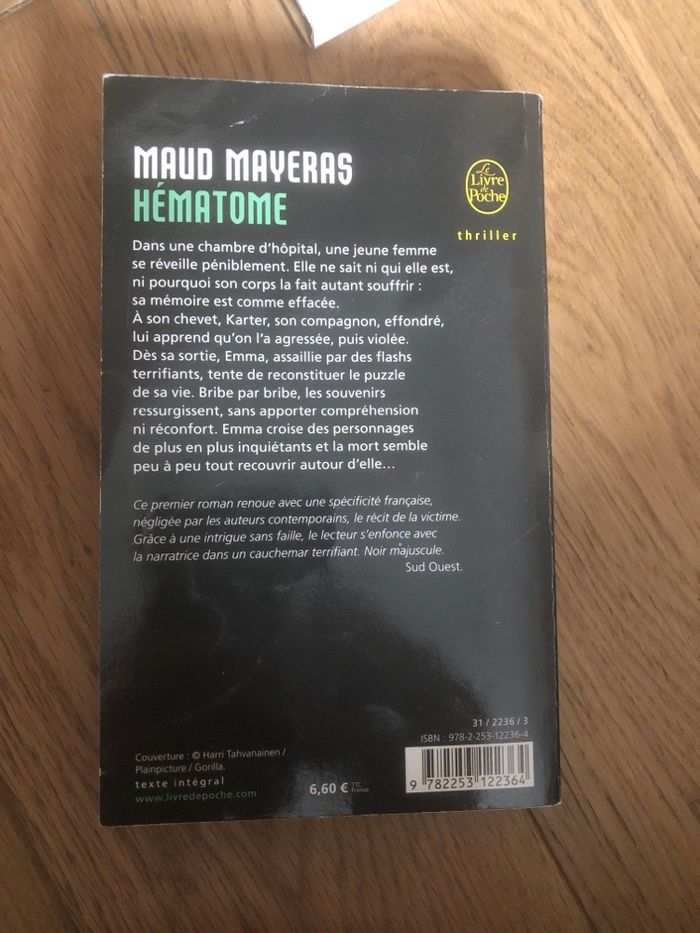 MAUD MAYERAS
HÉMATOME
Le
Livre
de
Poche
thriller
Dans une chambre d'hôpital, une jeune femme
se réveille péniblement. Elle ne sait ni qui elle est,
ni pourquoi son corps la fait autant souffrir :
sa mémoire est comme effacée.
À son chevet, Karter, son compagnon, effondré,
lui apprend qu'on l'a agressée, puis violée.
Dès sa sortie, Emma, assaillie par des flashs
terrifiants, tente de reconstituer le puzzle
de sa vie. Bribe par bribe, les souvenirs
ressurgissent, sans apporter compréhension
ni réconfort. Emma croise des personnages
de plus en plus inquiétants et la mort semble
peu à peu tout recouvrir autour d'elle...
Ce premier roman renoue avec une spécificité française,
négligée par les auteurs contemporains, le récit de la victime.
Grâce à une intrigue sans faille, le lecteur s'enfonce avec
la narratrice dans un cauchemar terrifiant. Noir majuscule.
Sud Ouest.
Couverture : © Harri Tahvanainen /
Plainpicture / Gorilla.
texte intégral
www.livredepoche.com
6,60 € TTC
France
31 / 2236 / 3
ISBN : 978-2-253-12236-4
9 782253 122364